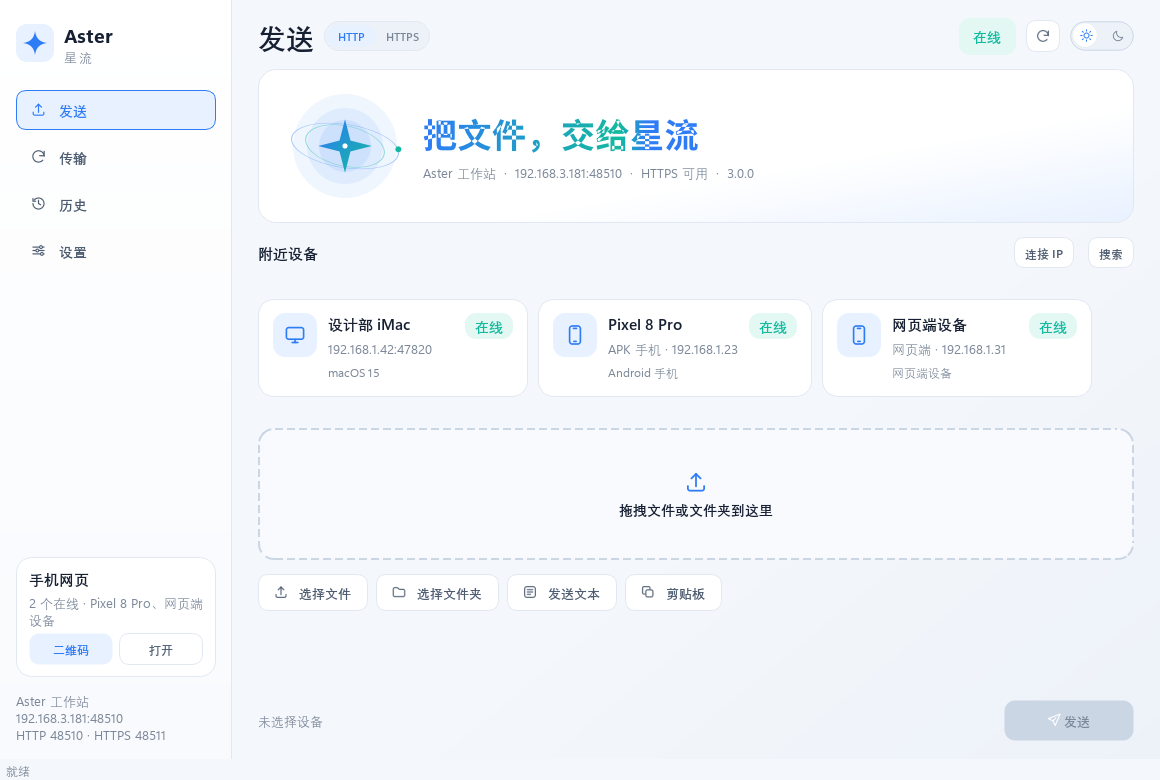 Aster
星 流
发送
传输
历史
设置
手机网页
2 个在线 · Pixel 8 Pro、网页端
设备
二维码
打开
Aster 工作站
192.168.3.181:48510
HTTP 48510 · HTTPS 48511
就绪
发送
HTTP
HTTPS
在线
把文件，交给星流
Aster 工作站 · 192.168.3.181:48510 · HTTPS 可用 · 3.0.0
附近设备
连接 IP
搜索
设计部 iMac
在线
192.168.1.42:47820
macOS 15
Pixel 8 Pro
在线
APK 手机 · 192.168.1.23
Android 手机
网页端设备
在线
网页端 · 192.168.1.31
网页端设备
拖拽文件或文件夹到这里
选择文件
选择文件夹
发送文本
剪贴板
未选择设备
发送